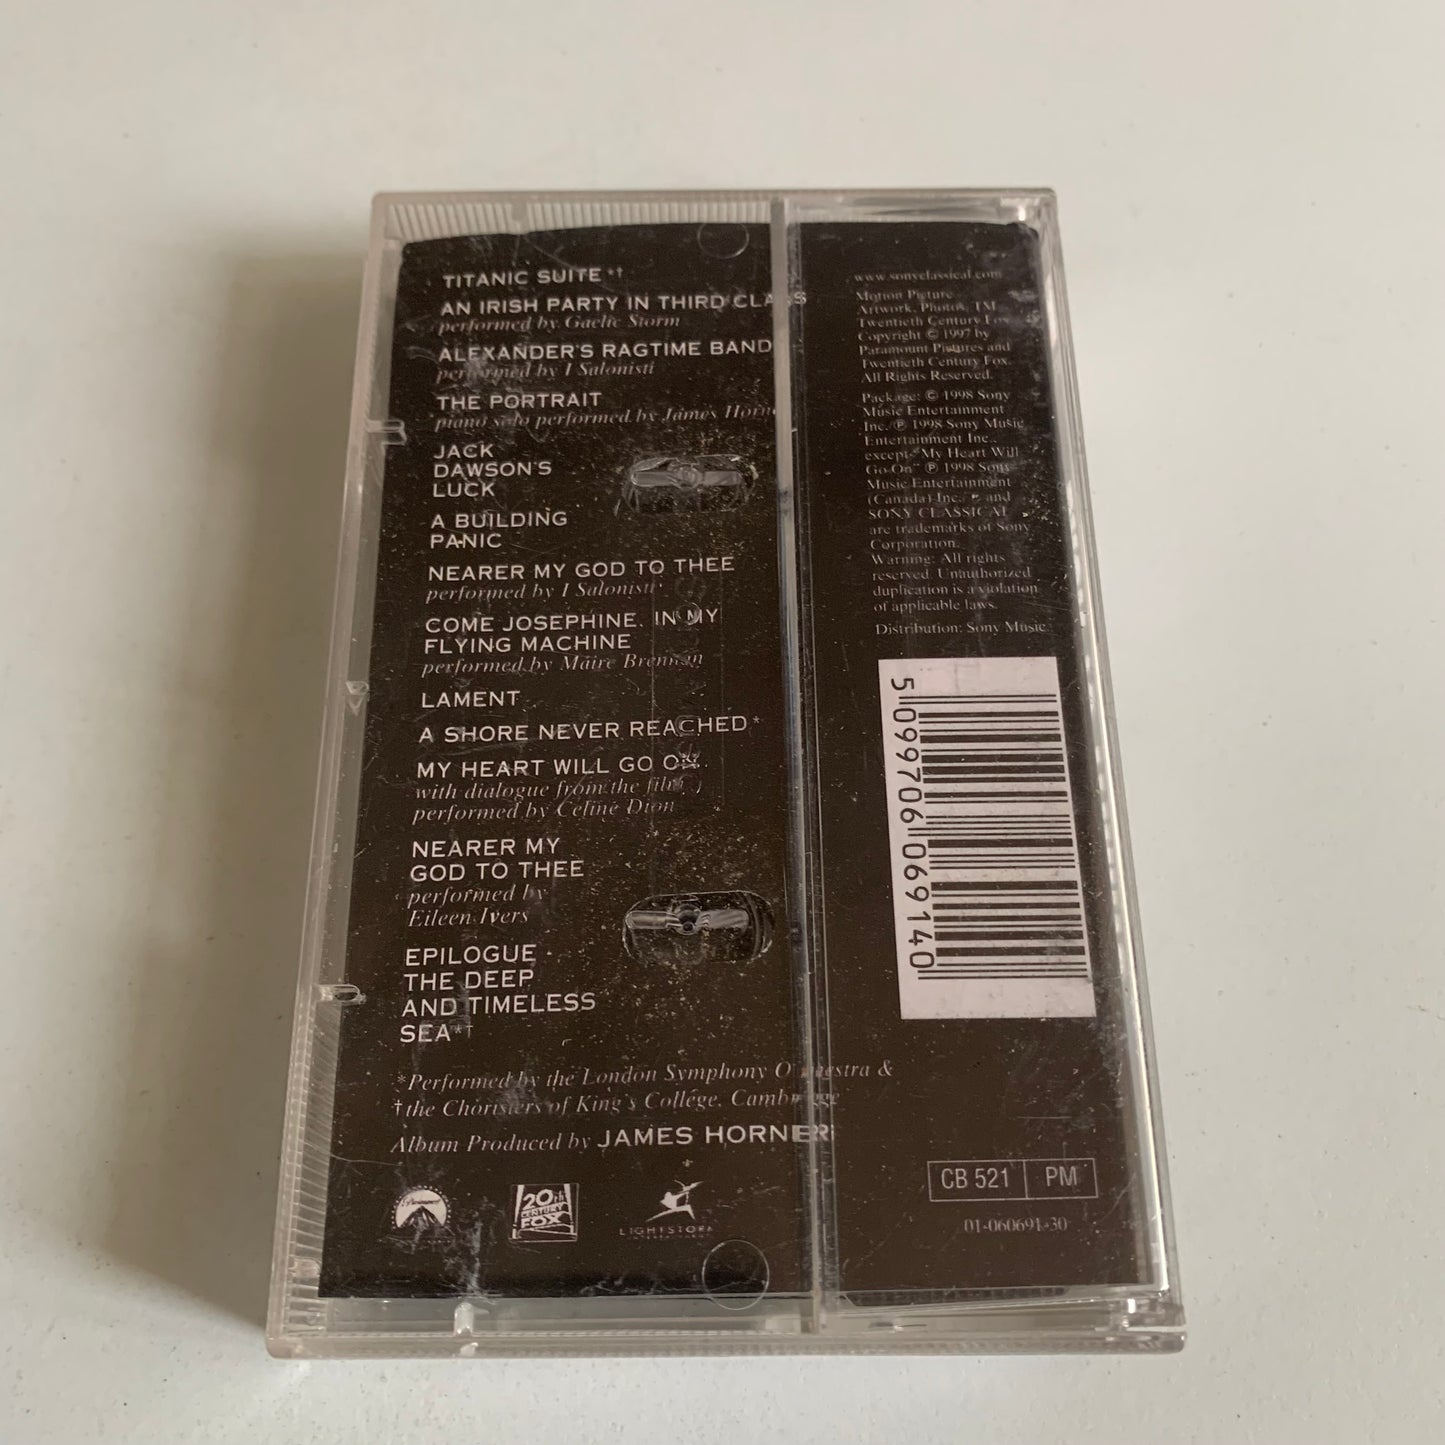 TITANIC SUITE *†
AN IRISH PARTY IN THIRD CLASS
performed by Gaelic Storm
ALEXANDER'S RAGTIME BAND
performed by I Salonisti
THE PORTRAIT
piano solo performed by James Horne
JACK
DAWSON'S
LUCK
A BUILDING
PANIC
NEARER MY GOD TO THEE
performed by I Salonisti
COME JOSEPHINE, IN MY
FLYING MACHINE
performed by Máire Brennan
LAMENT
A SHORE NEVER REACHED*
MY HEART WILL GO ON
with dialogue from the film
performed by Celine Dion
NEARER MY
GOD TO THEE
performed by
Eileen Ivers
EPILOGUE
THE DEEP
AND TIMELESS
SEA*†
*Performed by the London Symphony Orchestra &
†the Choristers of King's College, Cambridge
Album Produced by JAMES HORNER
Paramount
20th
CENTURY
FOX
LIGHTSTORM
www.sonyclassical.com
Motion Picture
Artwork, Photos, TM
Twentieth Century Fox
Copyright © 1997 by
Paramount Pictures and
Twentieth Century Fox.
All Rights Reserved.
Package: © 1998 Sony
Music Entertainment
Inc./℗ 1998 Sony Music
Entertainment Inc.,
except "My Heart Will
Go On" ℗ 1998 Sony
Music Entertainment
(Canada) Inc./ and
SONY CLASSICAL
are trademarks of Sony
Corporation.
Warning: All rights
reserved. Unauthorized
duplication is a violation
of applicable laws.
Distribution: Sony Music
5 099706 069140
CB 521 PM
01-060691-30